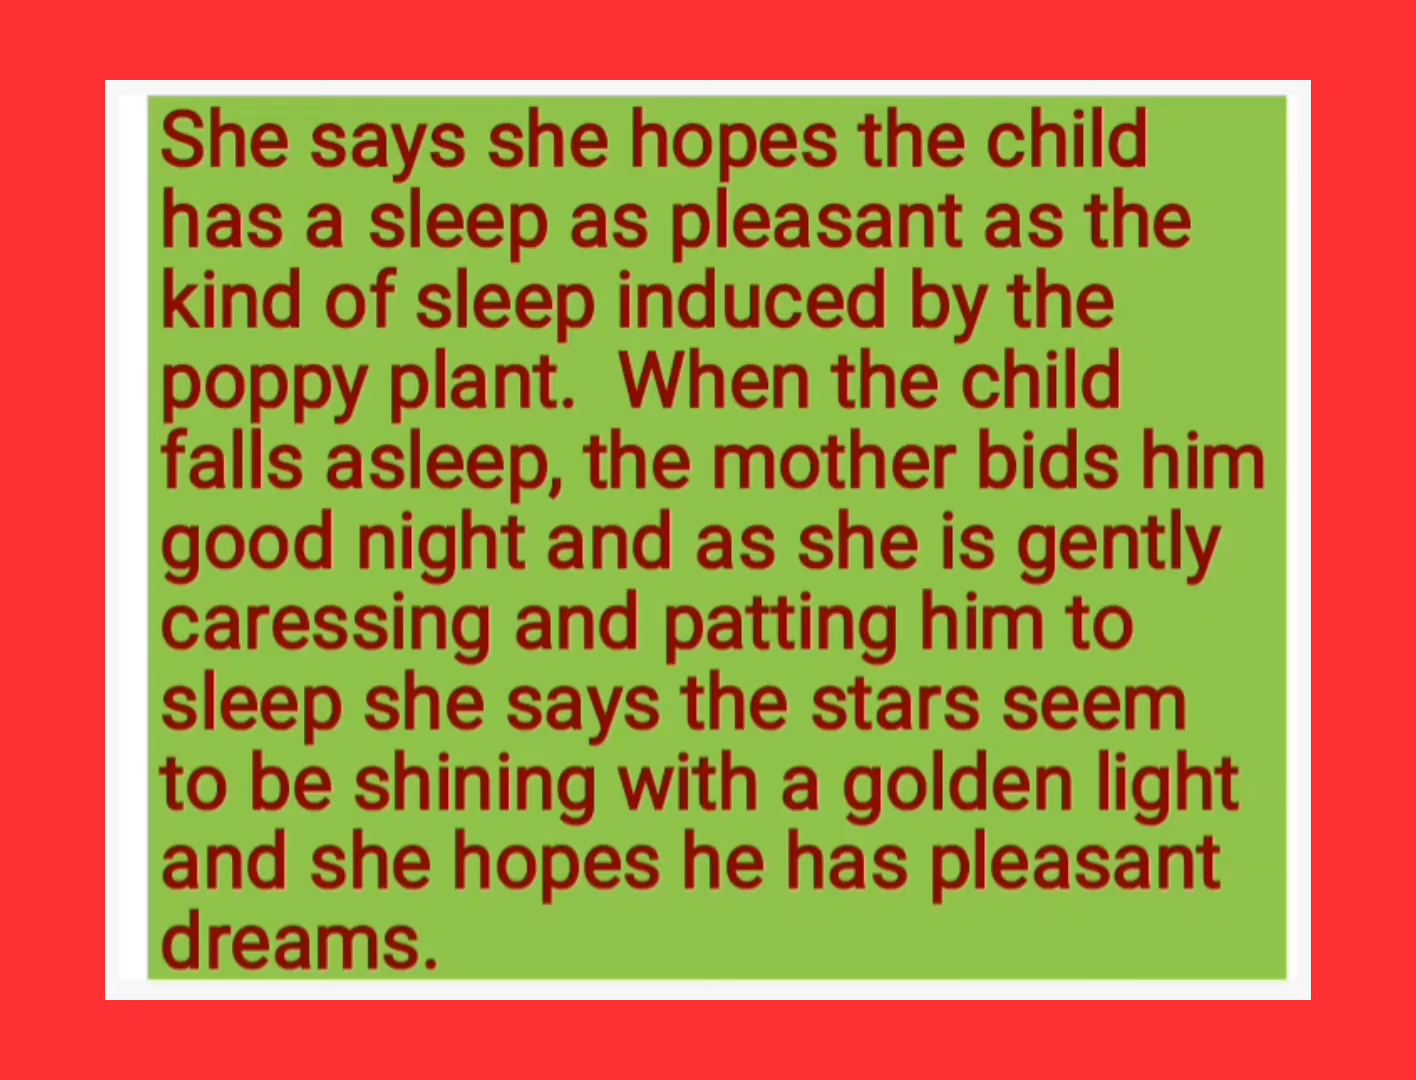 She says she hopes the child
has a sleep as pleasant as the
kind of sleep induced by the
poppy plant.  When the child
falls asleep, the mother bids him
good night and as she is gently
caressing and patting him to
sleep she says the stars seem
to be shining with a golden light
and she hopes he has pleasant
dreams.